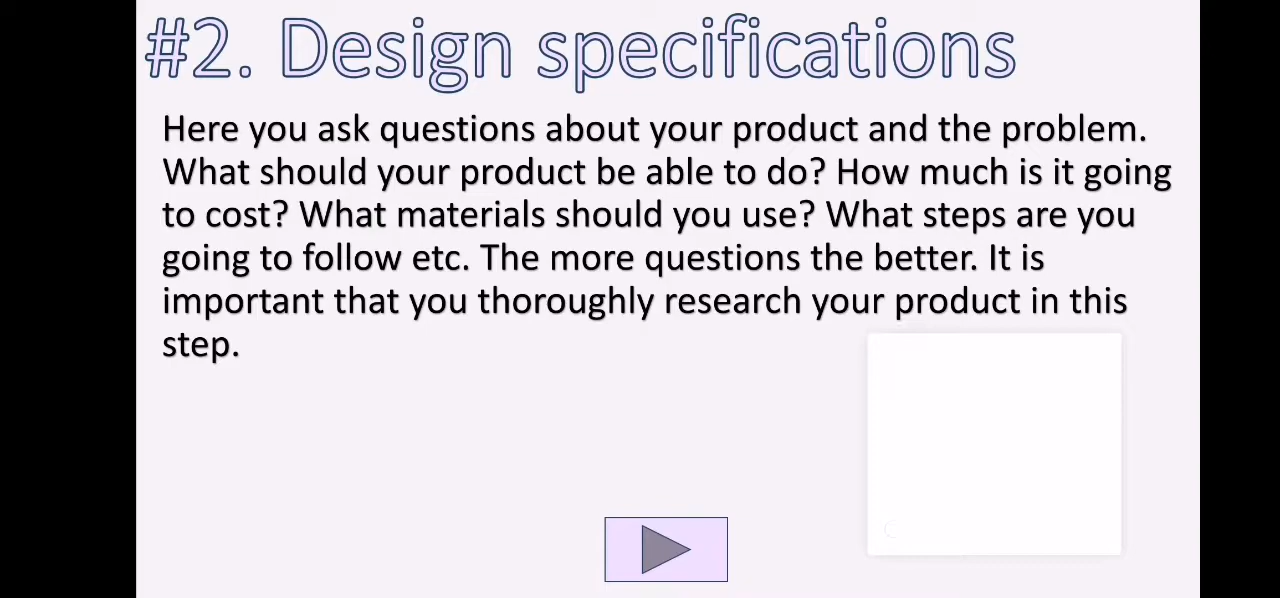 #2. Design specifications
Here you ask questions about your product and the problem.
What should your product be able to do? How much is it going
to cost? What materials should you use? What steps are you
going to follow etc. The more questions the better. It is
important that you thoroughly research your product in this
step.